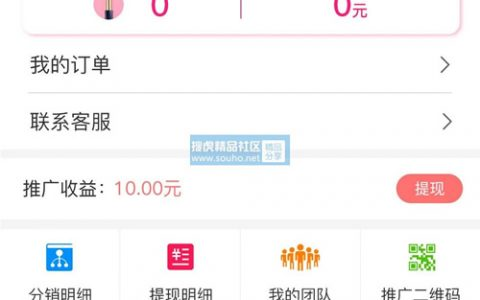 0 0元
我的订单
联系客服
搜虎精品社区 精品
www.souho.net 分享
推广收益：10.00元 提现
分销明细 提现明细 我的团队 推广二维码